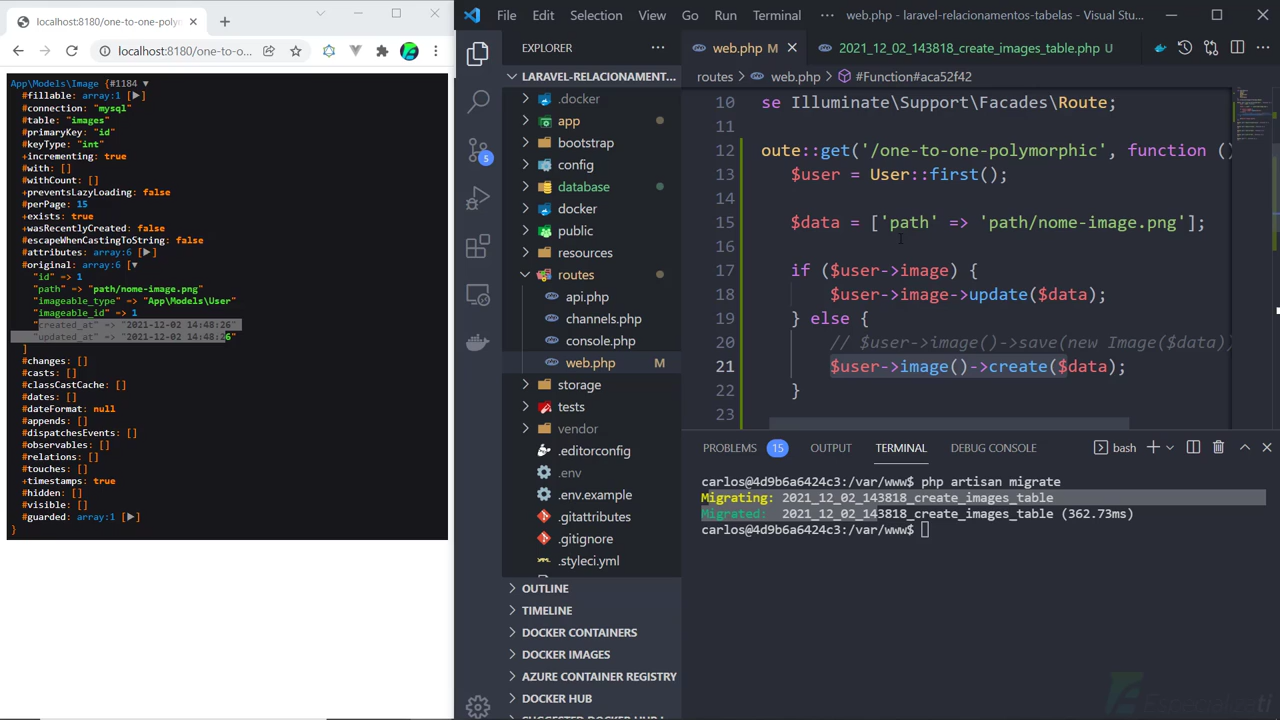 localhost:8180/one-to-one-polym
localhost:8180/one-to-o...
App\Models\Image {#1184 ▼
#fillable: array:1 [▶]
#connection: "mysql"
#table: "images"
#primaryKey: "id"
#keyType: "int"
+incrementing: true
#with: []
#withCount: []
+preventsLazyLoading: false
#perPage: 15
+exists: true
+wasRecentlyCreated: false
#escapeWhenCastingToString: false
#attributes: array:6 [▶]
#original: array:6 [▼
"id" => 1
"path" => "path/nome-image.png"
"imageable_type" => "App\Models\User"
"imageable_id" => 1
"created_at" => "2021-12-02 14:48:26"
"updated_at" => "2021-12-02 14:48:26"
]
#changes: []
#casts: []
#classCastCache: []
#dates: []
#dateFormat: null
#appends: []
#dispatchesEvents: []
#observables: []
#relations: []
#touches: []
+timestamps: true
#hidden: []
#visible: []
#guarded: array:1 [▶]
}
File Edit Selection View Go Run Terminal ··· web.php - laravel-relacionamentos-tabelas - Visual Stu...
EXPLORER
LARAVEL-RELACIONAMENT...
.docker
app
bootstrap
config
database
docker
public
resources
routes
api.php
channels.php
console.php
web.php M
storage
tests
vendor
.editorconfig
.env
.env.example
.gitattributes
.gitignore
.styleci.yml
OUTLINE
TIMELINE
DOCKER CONTAINERS
DOCKER IMAGES
AZURE CONTAINER REGISTRY
DOCKER HUB
SUGGESTED DOCKER HUB I
5
web.php M
2021_12_02_143818_create_images_table.php U
routes > web.php > #Function#aca52f42
10 se Illuminate\Support\Facades\Route;
11
12 oute::get('/one-to-one-polymorphic', function ()
13 $user = User::first();
14
15 $data = ['path' => 'path/nome-image.png'];
16
17 if ($user->image) {
18 $user->image->update($data);
19 } else {
20 // $user->image()->save(new Image($data))
21 $user->image()->create($data);
22 }
23
PROBLEMS 15 OUTPUT TERMINAL DEBUG CONSOLE bash
carlos@4d9b6a6424c3:/var/www$ php artisan migrate
Migrating: 2021_12_02_143818_create_images_table
Migrated: 2021_12_02_143818_create_images_table (362.73ms)
carlos@4d9b6a6424c3:/var/www$
EspecializaTi